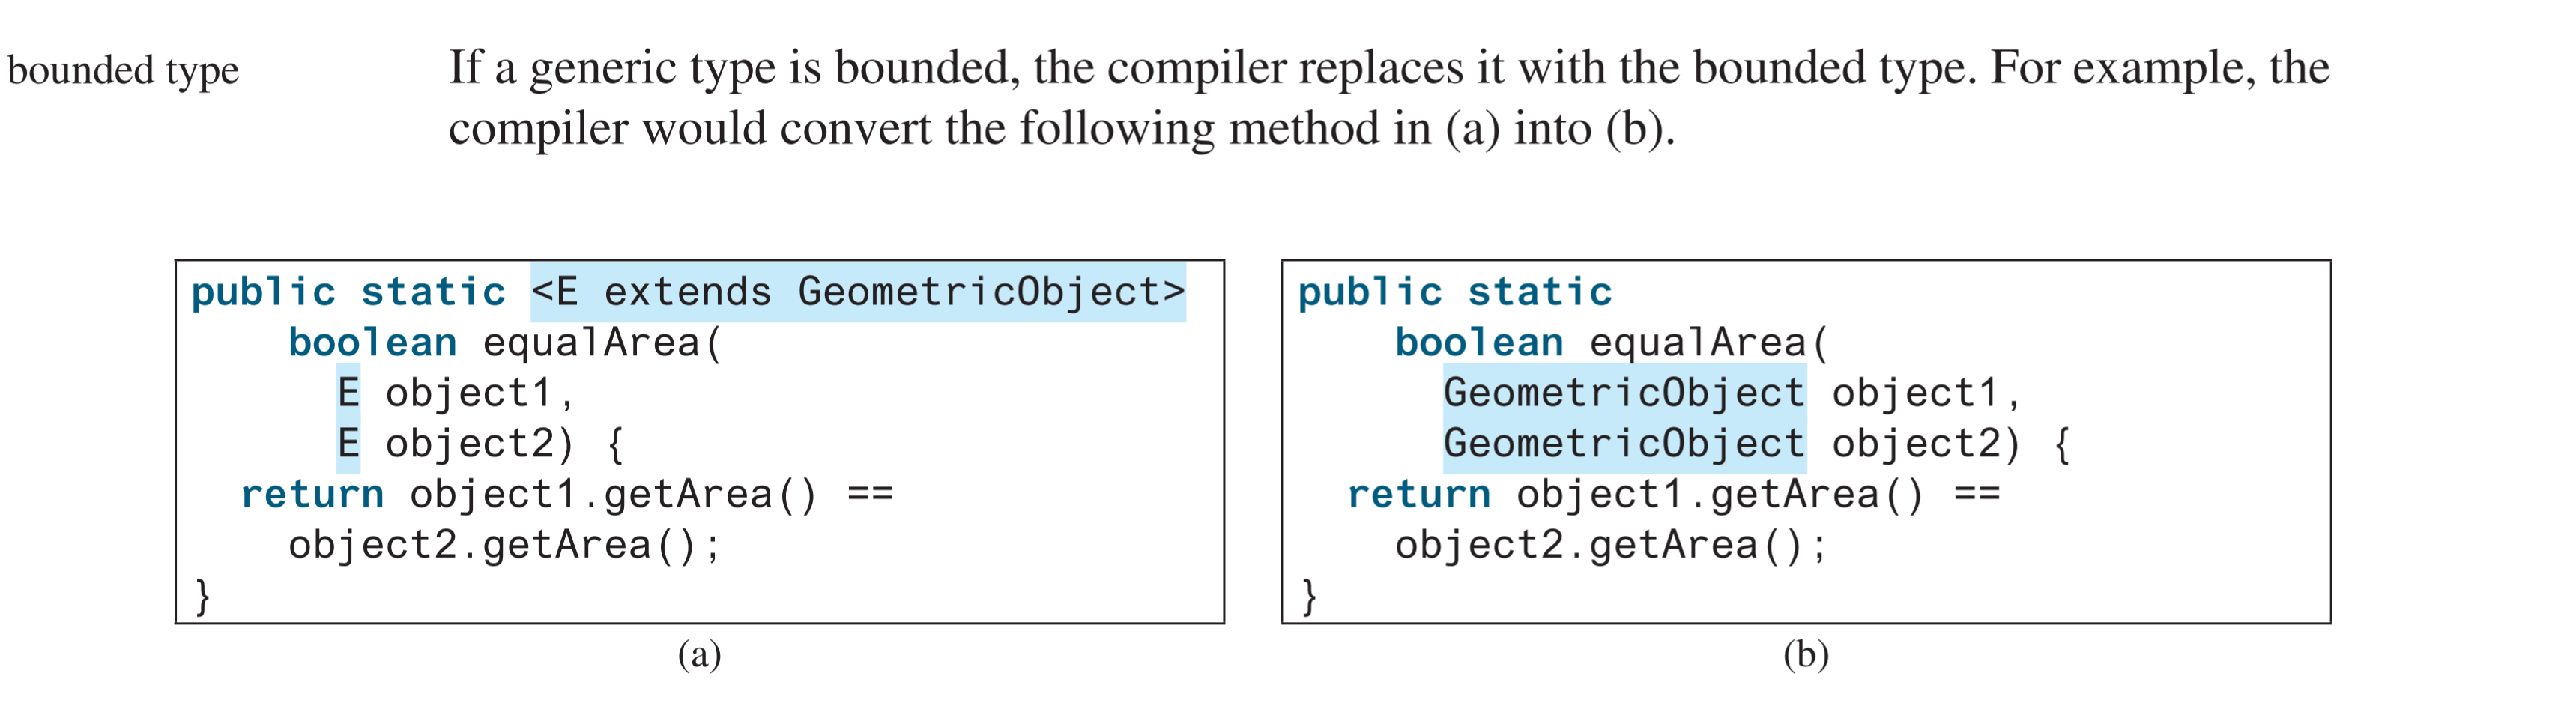 bounded type
If a generic type is bounded, the compiler replaces it with the bounded type. For example, the
compiler would convert the following method in (a) into (b).
public static <E extends GeometricObject>
boolean equalArea(
E object1,
E object2) {
return object1.getArea() ==
object2.getArea();
}
(a)
public static
boolean equalArea(
GeometricObject object1,
GeometricObject object2) {
return object1.getArea() ==
object2.getArea();
}
(b)